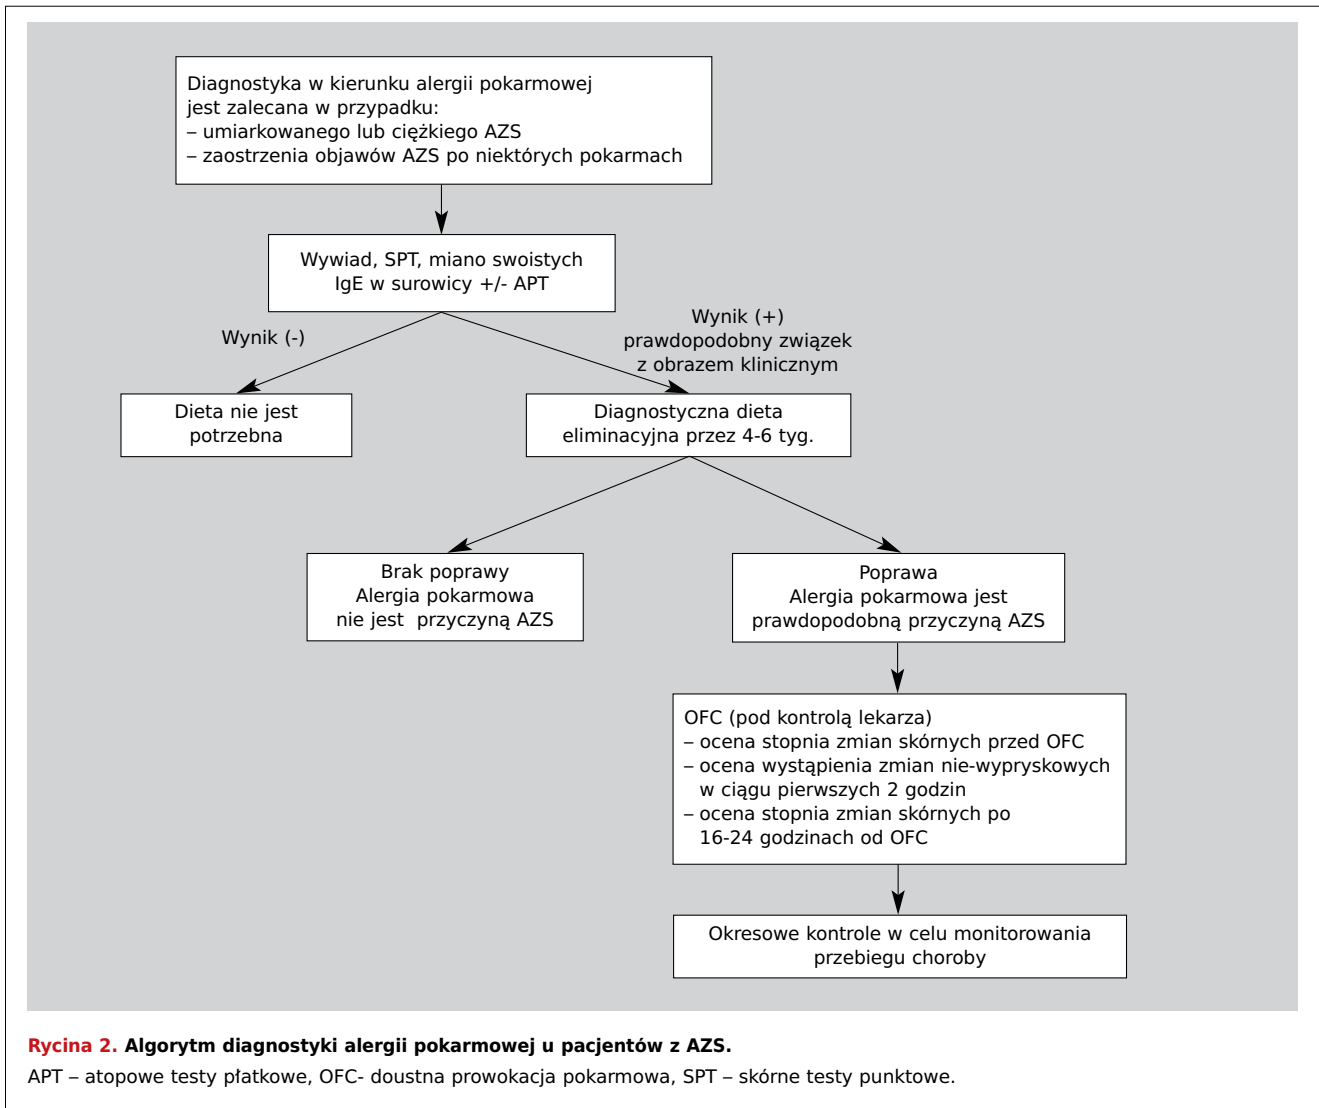 Diagnostyka w kierunku alergii pokarmowej
jest zalecana w przypadku:
– umiarkowanego lub ciężkiego AZS
– zaostrzenia objawów AZS po niektórych pokarmach
Wywiad, SPT, miano swoistych
IgE w surowicy +/- APT
Wynik (-)
Wynik (+)
prawdopodobny związek
z obrazem klinicznym
Dieta nie jest
potrzebna
Diagnostyczna dieta
eliminacyjna przez 4-6 tyg.
Brak poprawy
Alergia pokarmowa
nie jest przyczyną AZS
Poprawa
Alergia pokarmowa jest
prawdopodobną przyczyną AZS
OFC (pod kontrolą lekarza)
– ocena stopnia zmian skórnych przed OFC
– ocena wystąpienia zmian nie-wypryskowych
w ciągu pierwszych 2 godzin
– ocena stopnia zmian skórnych po
16-24 godzinach od OFC
Okresowe kontrole w celu monitorowania
przebiegu choroby
Rycina 2. Algorytm diagnostyki alergii pokarmowej u pacjentów z AZS.
APT – atopowe testy płatkowe, OFC- doustna prowokacja pokarmowa, SPT – skórne testy punktowe.